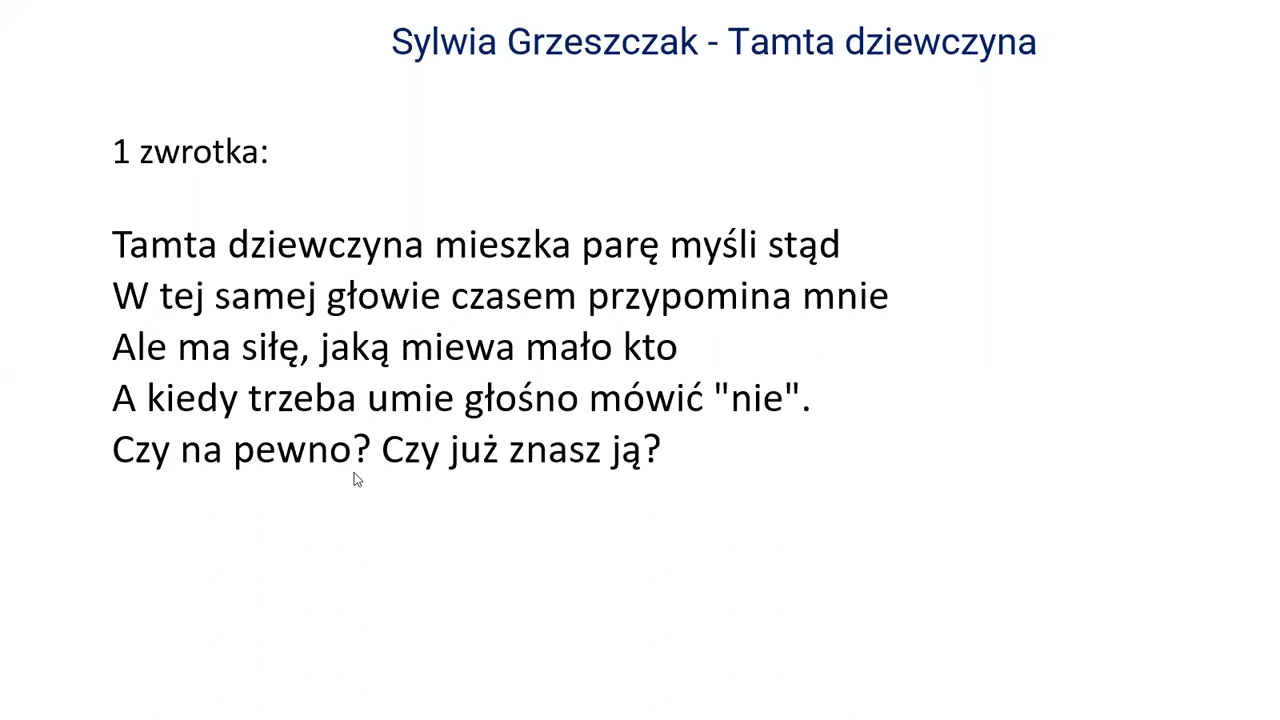 Sylwia Grzeszczak - Tamta dziewczyna
1 zwrotka:
Tamta dziewczyna mieszka parę myśli stąd
W tej samej głowie czasem przypomina mnie
Ale ma siłę, jaką miewa mało kto
A kiedy trzeba umie głośno mówić "nie".
Czy na pewno? Czy już znasz ją?